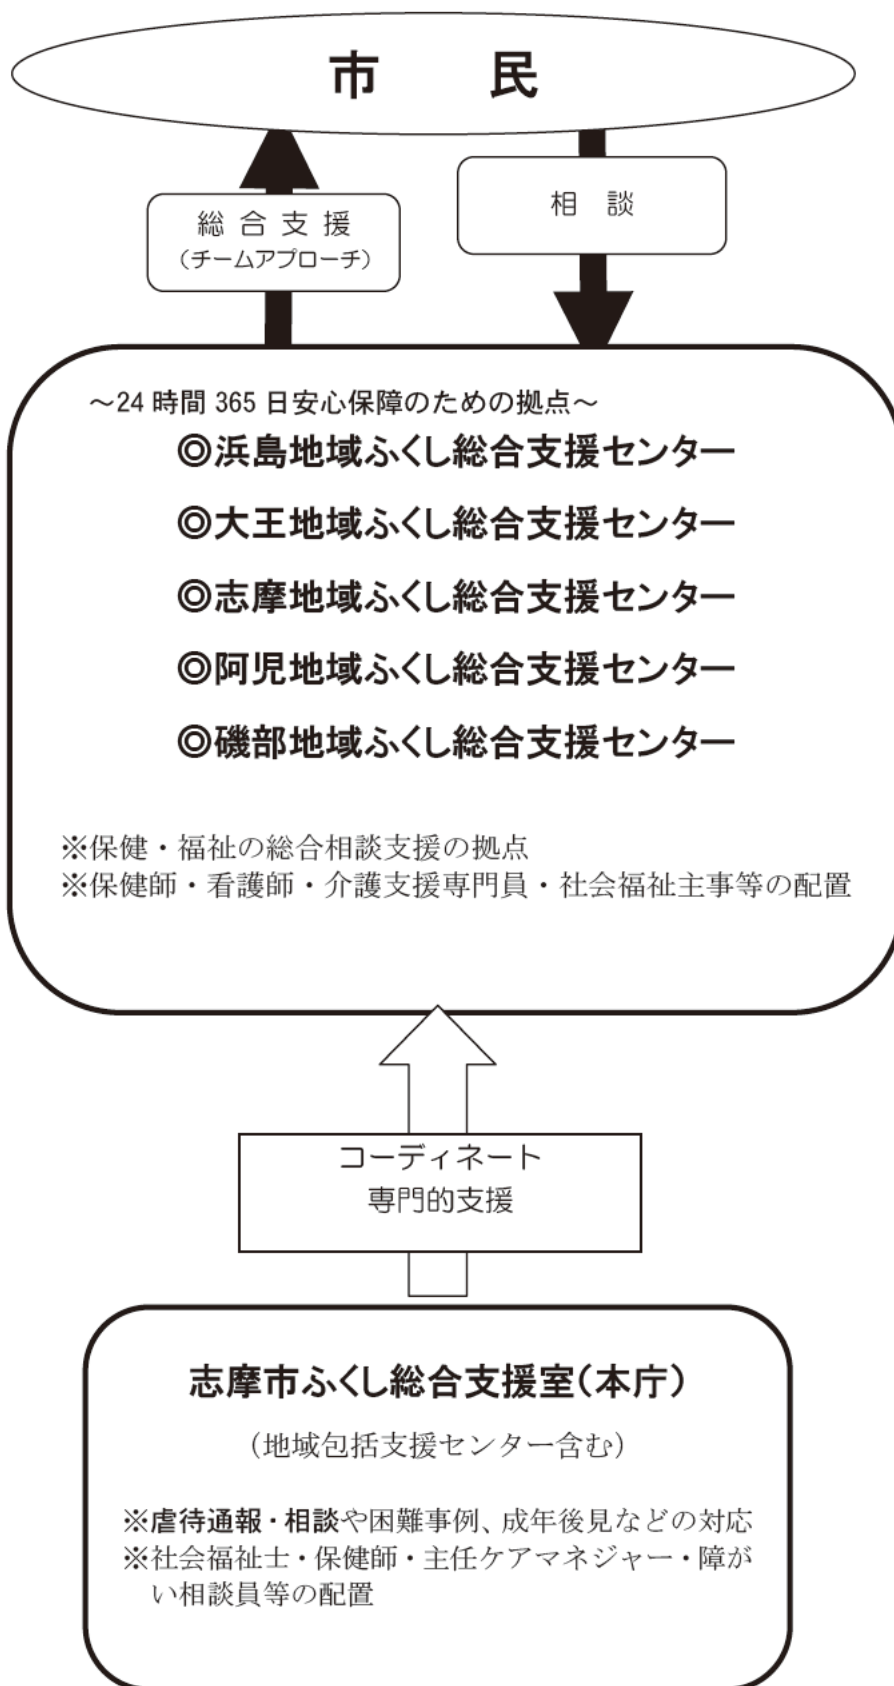 市　　民
総合支援
（チームアプローチ）
相　談
～24 時間 365 日安心保障のための拠点～
◎浜島地域ふくし総合支援センター
◎大王地域ふくし総合支援センター
◎志摩地域ふくし総合支援センター
◎阿児地域ふくし総合支援センター
◎磯部地域ふくし総合支援センター
※保健・福祉の総合相談支援の拠点
※保健師・看護師・介護支援専門員・社会福祉主事等の配置
コーディネート
専門的支援
志摩市ふくし総合支援室（本庁）
（地域包括支援センター含む）
※虐待通報・相談や困難事例、成年後見などの対応
※社会福祉士・保健師・主任ケアマネジャー・障が
い相談員等の配置